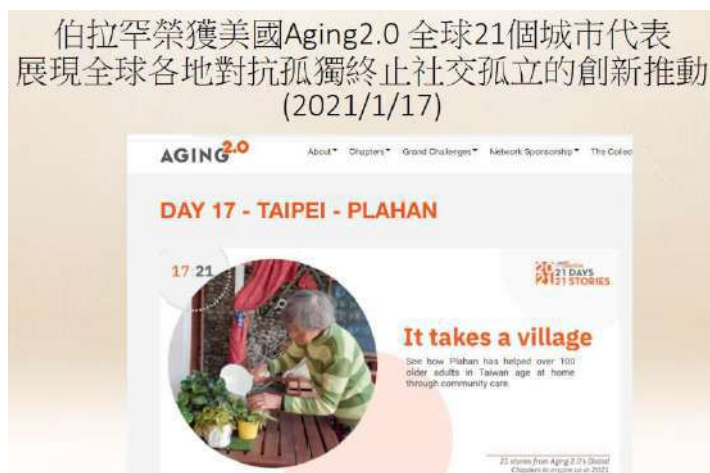 伯拉罕榮獲美國Aging2.0 全球21個城市代表
展現全球各地對抗孤獨終止社交孤立的創新推動
(2021/1/17)
AGING2.0
About Chapters Grand Challenges Network Sponsorship The Collec
DAY 17 - TAIPEI - PLAHAN
17:21
21 DAYS
21 STORIES
It takes a village
See how Plahan has helped over 100
older adults in Taiwan age at home
through community care.
21 stories from Aging 2.0's Global
Chapters to inspire us in 2021